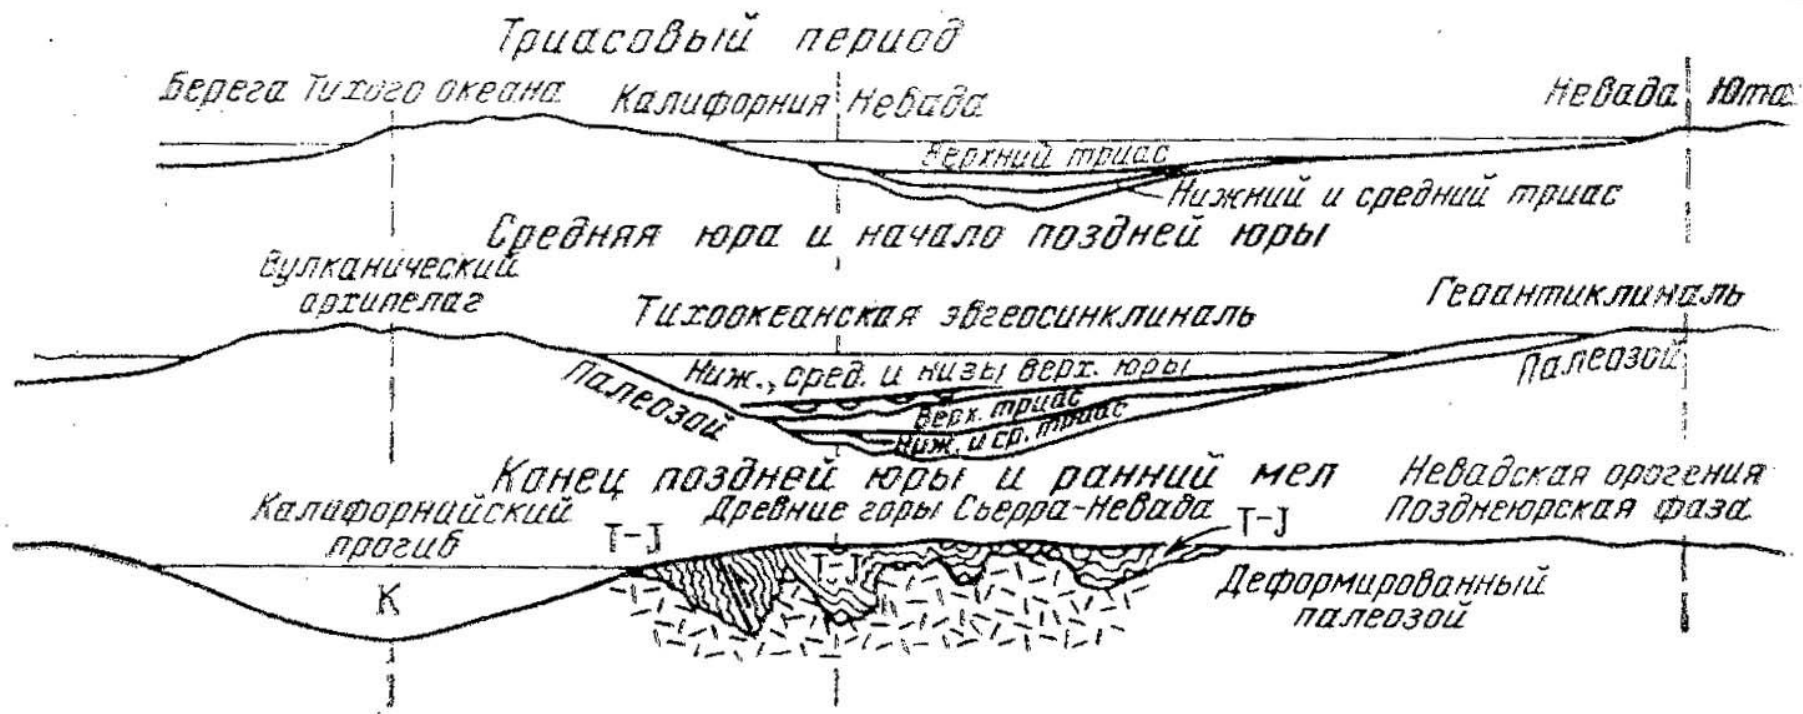 Триасовый период
Берега Тихого океана
Калифорния
Невада
Невада
Юта
Верхний триас
Нижний и средний триас
Средняя юра и начало поздней юры
Вулканический
архипелаг
Тихоокеанская эвгеосинклиналь
Геоантиклиналь
Палеозой
Ниж., сред. и низы верх. юры
Верх. триас
Ниж. и ср. триас
Палеозой
Конец поздней юры и ранний мел
Невадская орогения
Позднеюрская фаза
Калифорнийский
прогиб
Древние горы Сьерра-Невада
T-J
T-J
T-J
К
Деформированный
палеозой